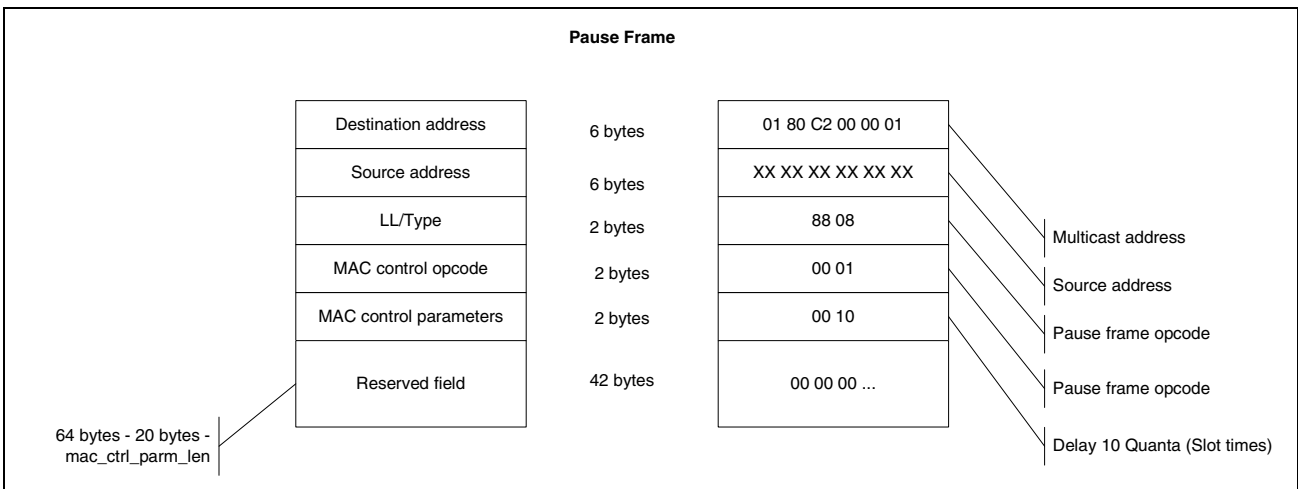 Pause Frame
Destination address
6 bytes
01 80 C2 00 00 01
Source address
6 bytes
XX XX XX XX XX XX
LL/Type
2 bytes
88 08
Multicast address
MAC control opcode
2 bytes
00 01
Source address
MAC control parameters
2 bytes
00 10
Pause frame opcode
Reserved field
42 bytes
00 00 00 ...
Pause frame opcode
64 bytes - 20 bytes -
mac_ctrl_parm_len
Delay 10 Quanta (Slot times)